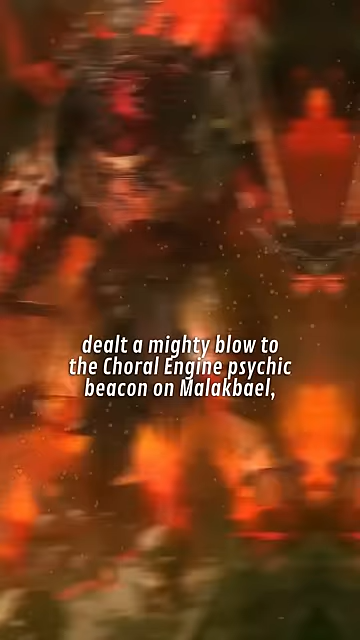 dealt a mighty blow to
the Choral Engine psychic
beacon on Malakbael,